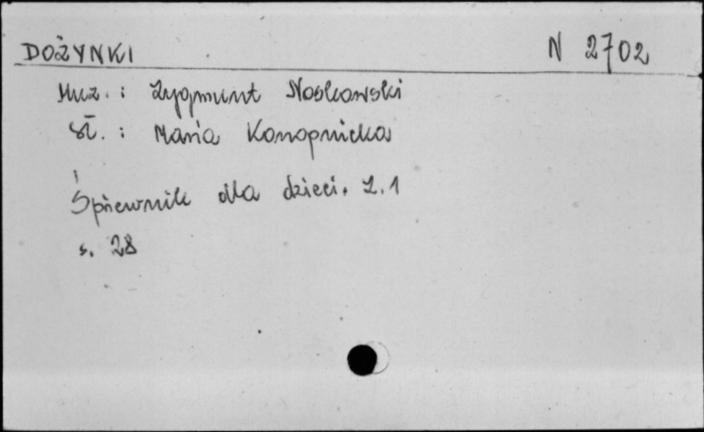 DOŻYNKI N 2702
Muz. : Zygmunt Noskowski
sł. : Maria Konopnicka
Śpiewnik dla dzieci. Z. 1
s. 28